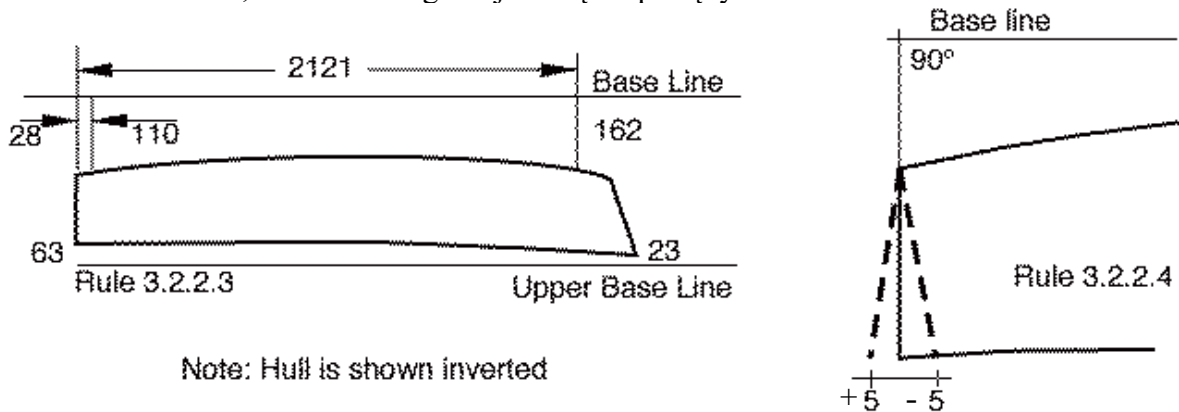 Base line
90°
2121
Base Line
28
110
162
63
23
Rule 3.2.2.3
Upper Base Line
Rule 3.2.2.4
Note: Hull is shown inverted
+5 - 5